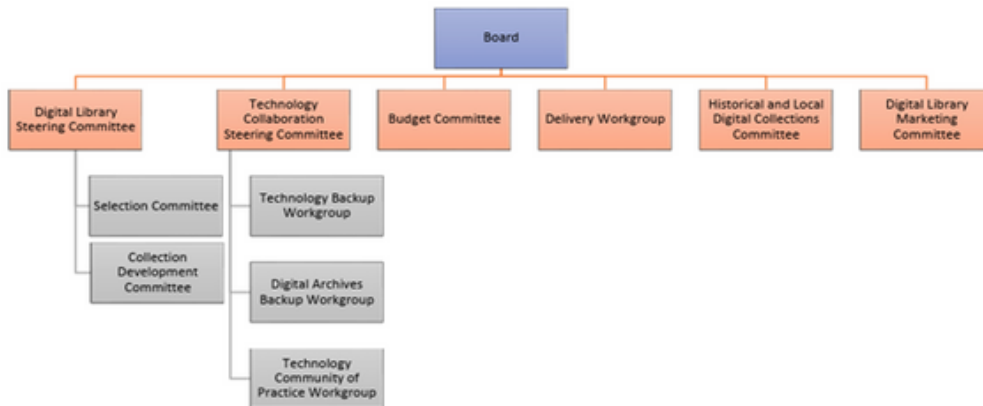 Board
Digital Library
Steering Committee
Technology
Collaboration
Steering Committee
Budget Committee
Delivery Workgroup
Historical and Local
Digital Collections
Committee
Digital Library
Marketing
Committee
Selection Committee
Collection
Development
Committee
Technology Backup
Workgroup
Digital Archives
Backup Workgroup
Technology
Community of
Practice Workgroup